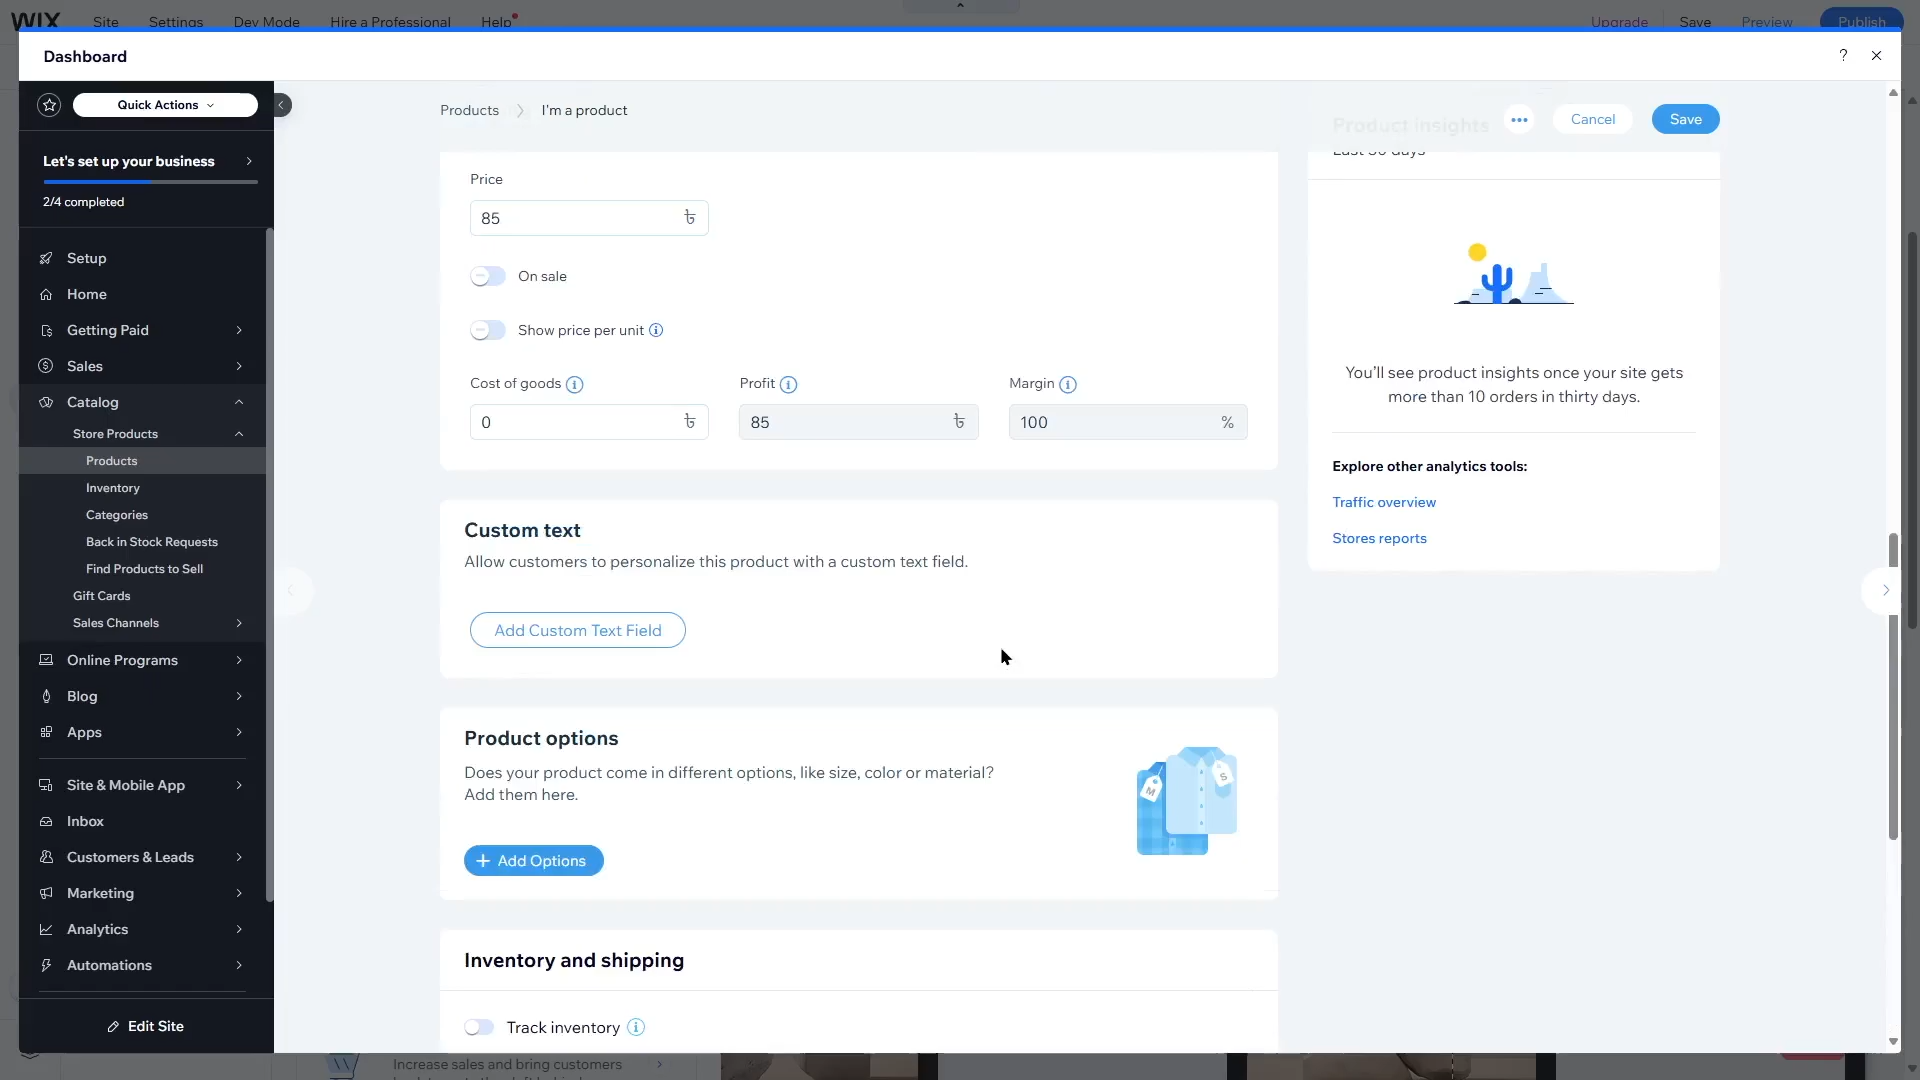 WIX
Site
Settings
Dev Mode
Hire a Professional
Help
Upgrade
Save
Preview
Publish
Dashboard
?
Quick Actions
Let's set up your business
2/4 completed
Setup
Home
Getting Paid
Sales
Catalog
Store Products
Products
Inventory
Categories
Back in Stock Requests
Find Products to Sell
Gift Cards
Sales Channels
Online Programs
Blog
Apps
Site & Mobile App
Inbox
Customers & Leads
Marketing
Analytics
Automations
Edit Site
Products
I'm a product
Product insights
Cancel
Save
Last 30 days
Price
85 ৳
On sale
Show price per unit
Cost of goods
Profit
Margin
0 ৳
85 ৳
100 %
Custom text
Allow customers to personalize this product with a custom text field.
Add Custom Text Field
Product options
Does your product come in different options, like size, color or material?
Add them here.
M
S
+ Add Options
Inventory and shipping
Track inventory
You'll see product insights once your site gets
more than 10 orders in thirty days.
Explore other analytics tools:
Traffic overview
Stores reports
Increase sales and bring customers